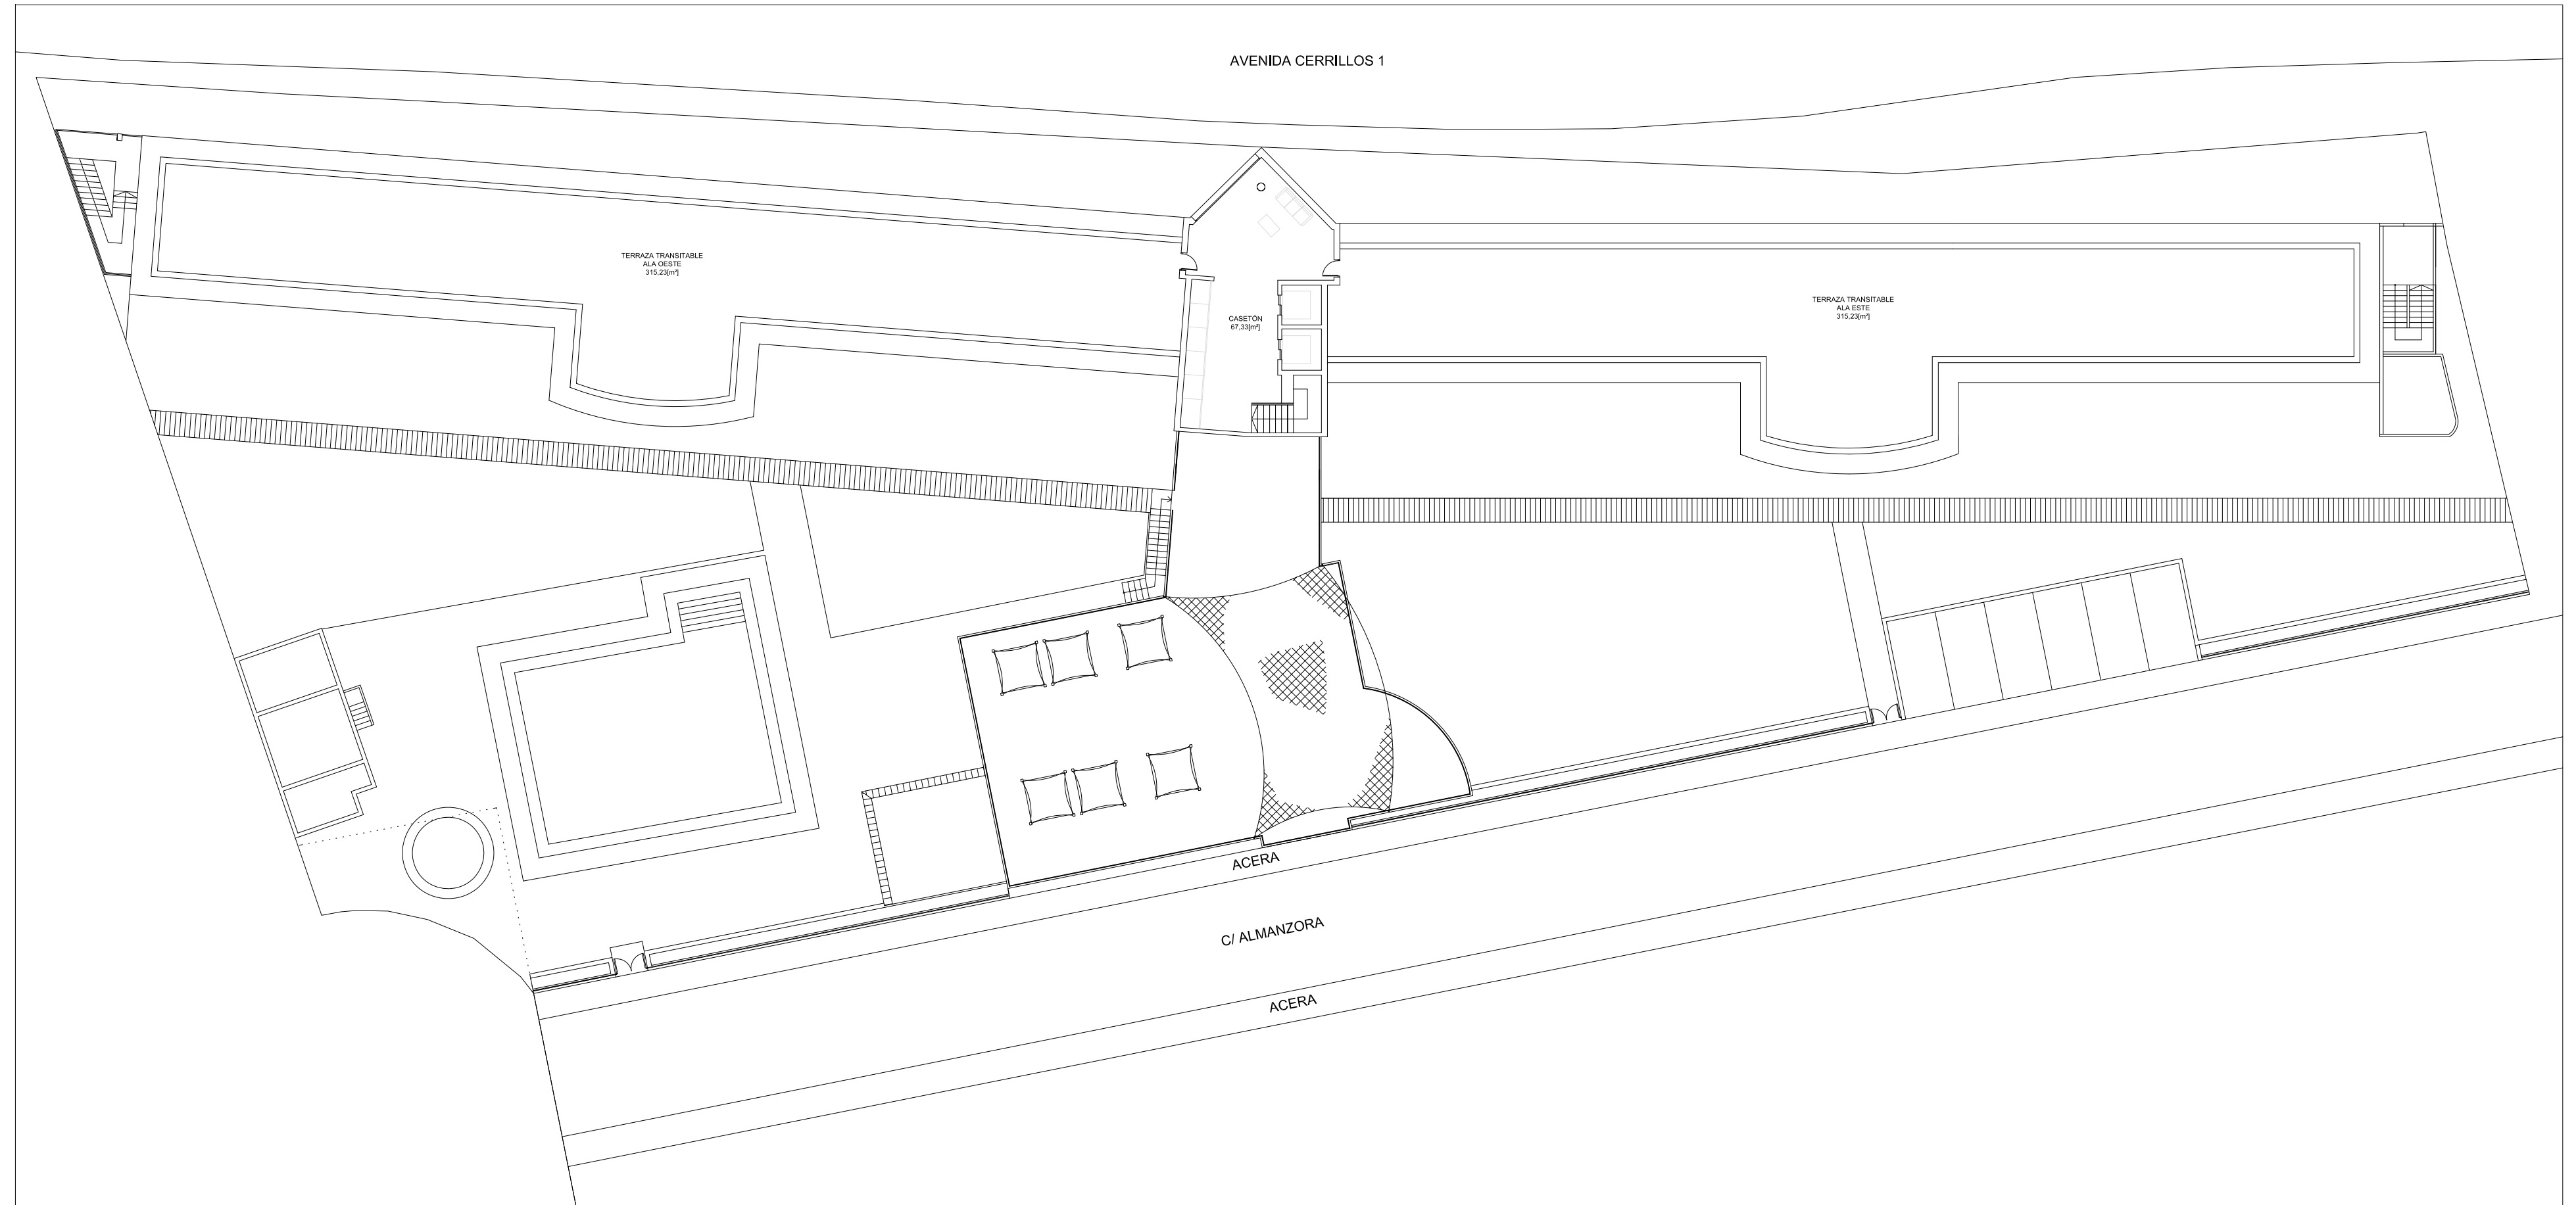 AVENIDA CERRILLOS 1
TERRAZA TRANSITABLE
ALA OESTE
315,23[m²]
CASETÓN
67,33[m²]
TERRAZA TRANSITABLE
ALA ESTE
315,23[m²]
ACERA
C/ ALMANZORA
ACERA